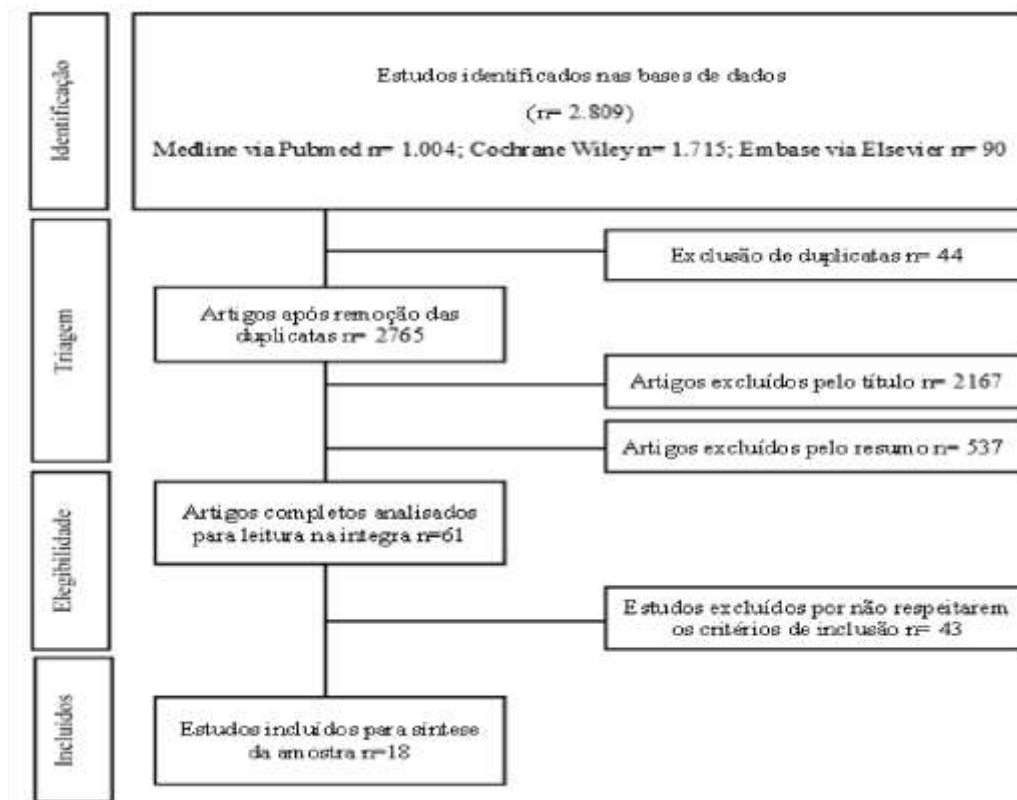 Identificação
Estudos identificados nas bases de dados
(n= 2.809)
Medline via Pubmed n= 1.004; Cochrane Wiley n= 1.715; Embase via Elsevier n= 90
Triagem
Exclusão de duplicatas n= 44
Artigos após remoção das
duplicatas n= 2765
Artigos excluídos pelo título n= 2167
Artigos excluídos pelo resumo n= 537
Elegibilidade
Artigos completos analisados
para leitura na integra n=61
Estudos excluídos por não respeitarem
os critérios de inclusão n= 43
Incluídos
Estudos incluídos para síntese
da amostra n=18